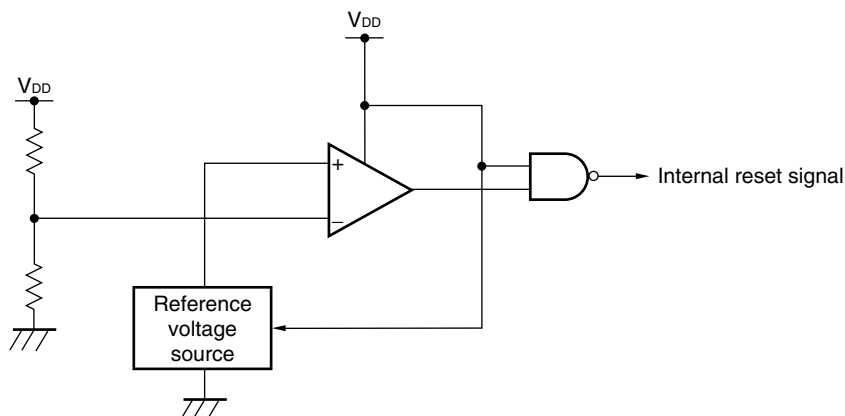 VDD
VDD
+
−
Internal reset signal
Reference
voltage
source